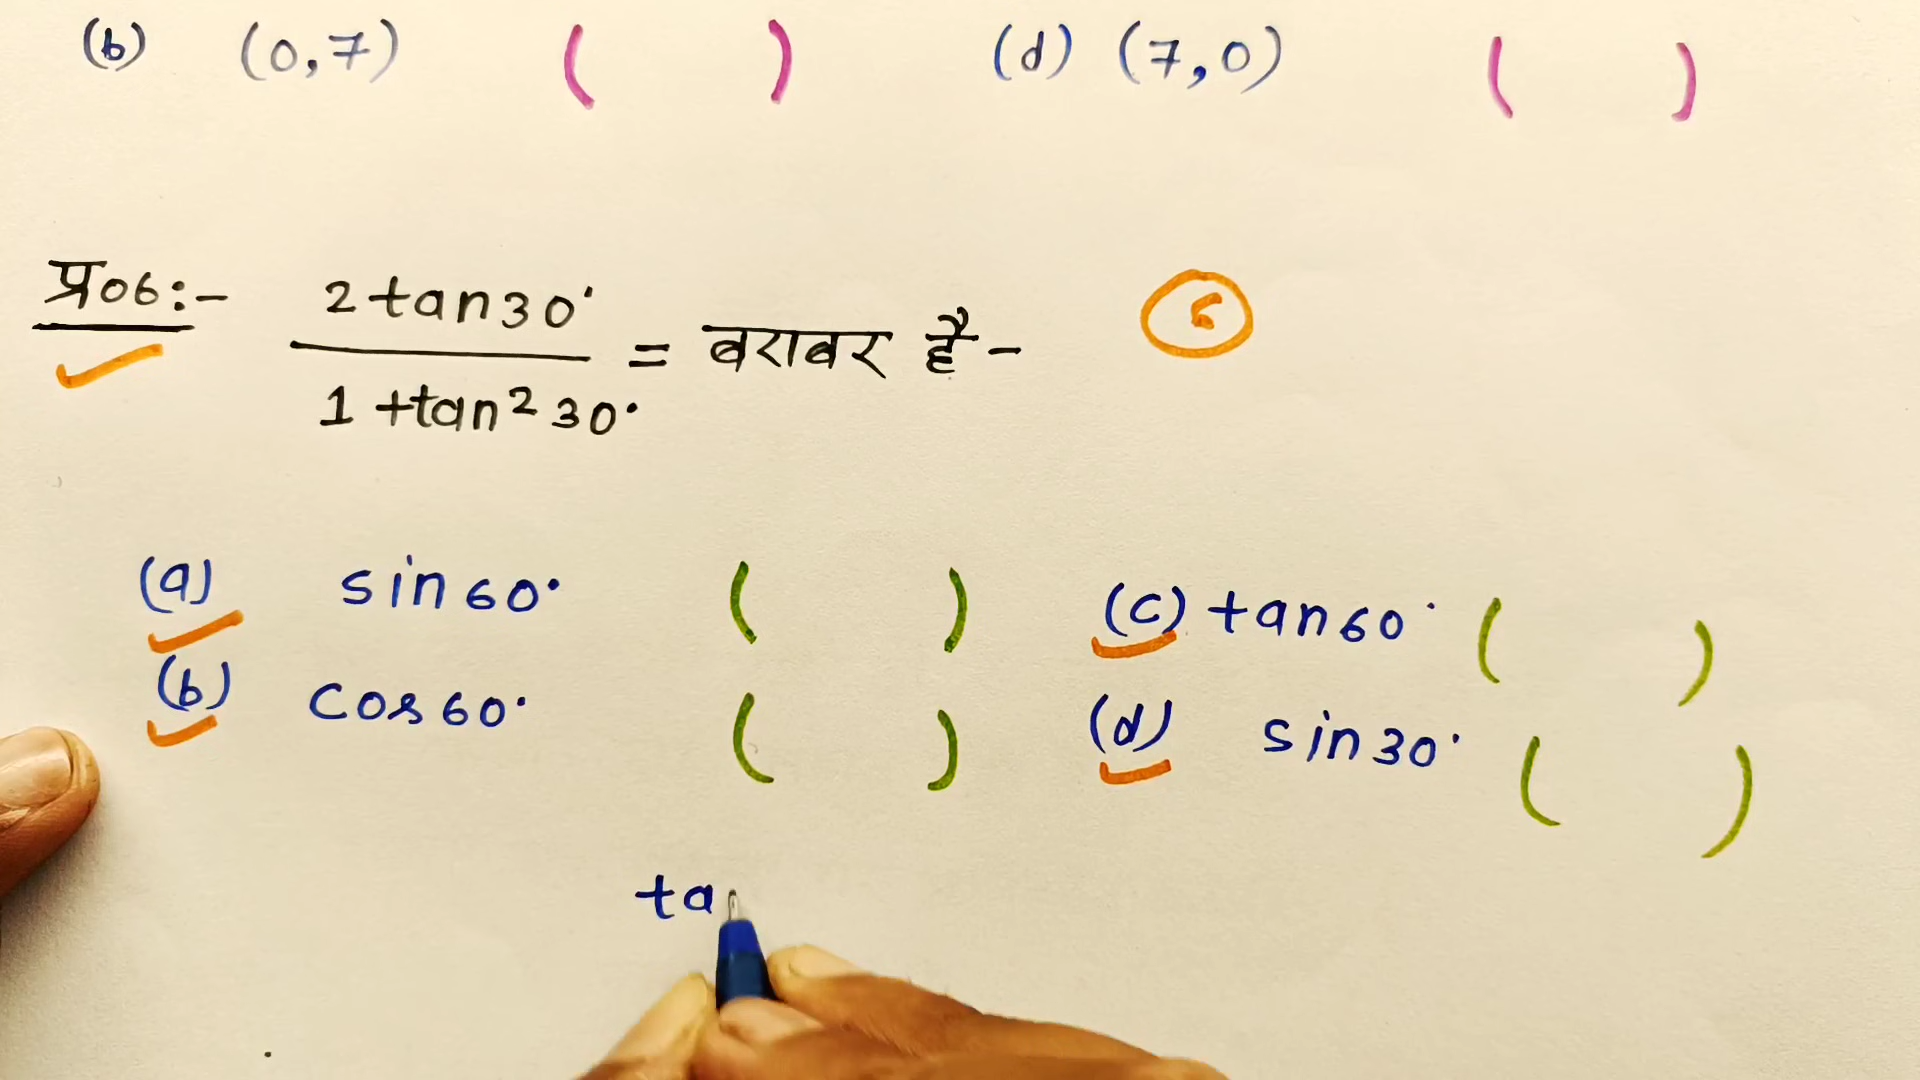 (b) (0,7) ( ) (d) (7,0) ( )
प्र06:- 2tan30° / 1+tan²30° = बराबर है- 6
(a) sin60° ( ) (c) tan60° ( )
(b) cos60° ( ) (d) sin30° ( )
ta